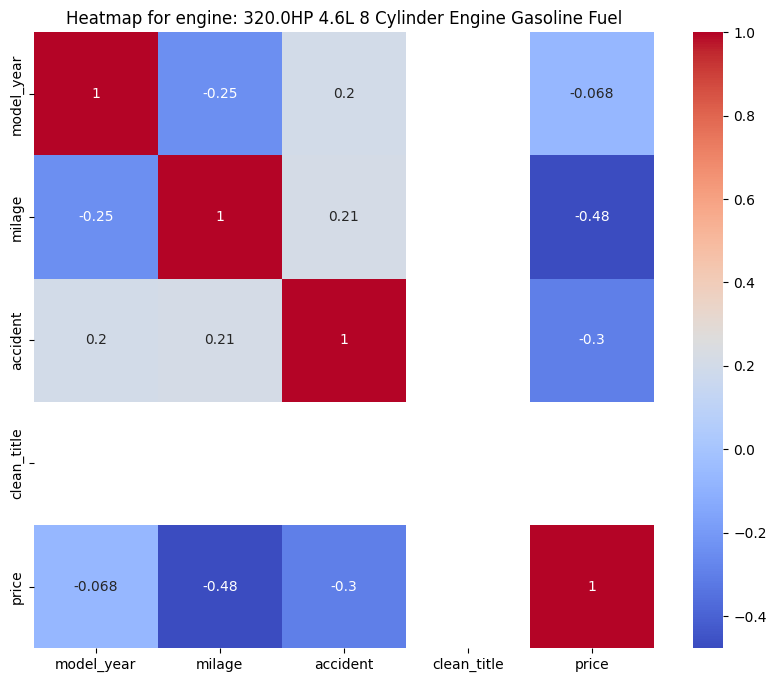 Heatmap for engine: 320.0HP 4.6L 8 Cylinder Engine Gasoline Fuel
model_year 1 -0.25 0.2 -0.068
milage -0.25 1 0.21 -0.48
accident 0.2 0.21 1 -0.3
clean_title
price -0.068 -0.48 -0.3 1
model_year milage accident clean_title price
1.0
0.8
0.6
0.4
0.2
0.0
−0.2
−0.4